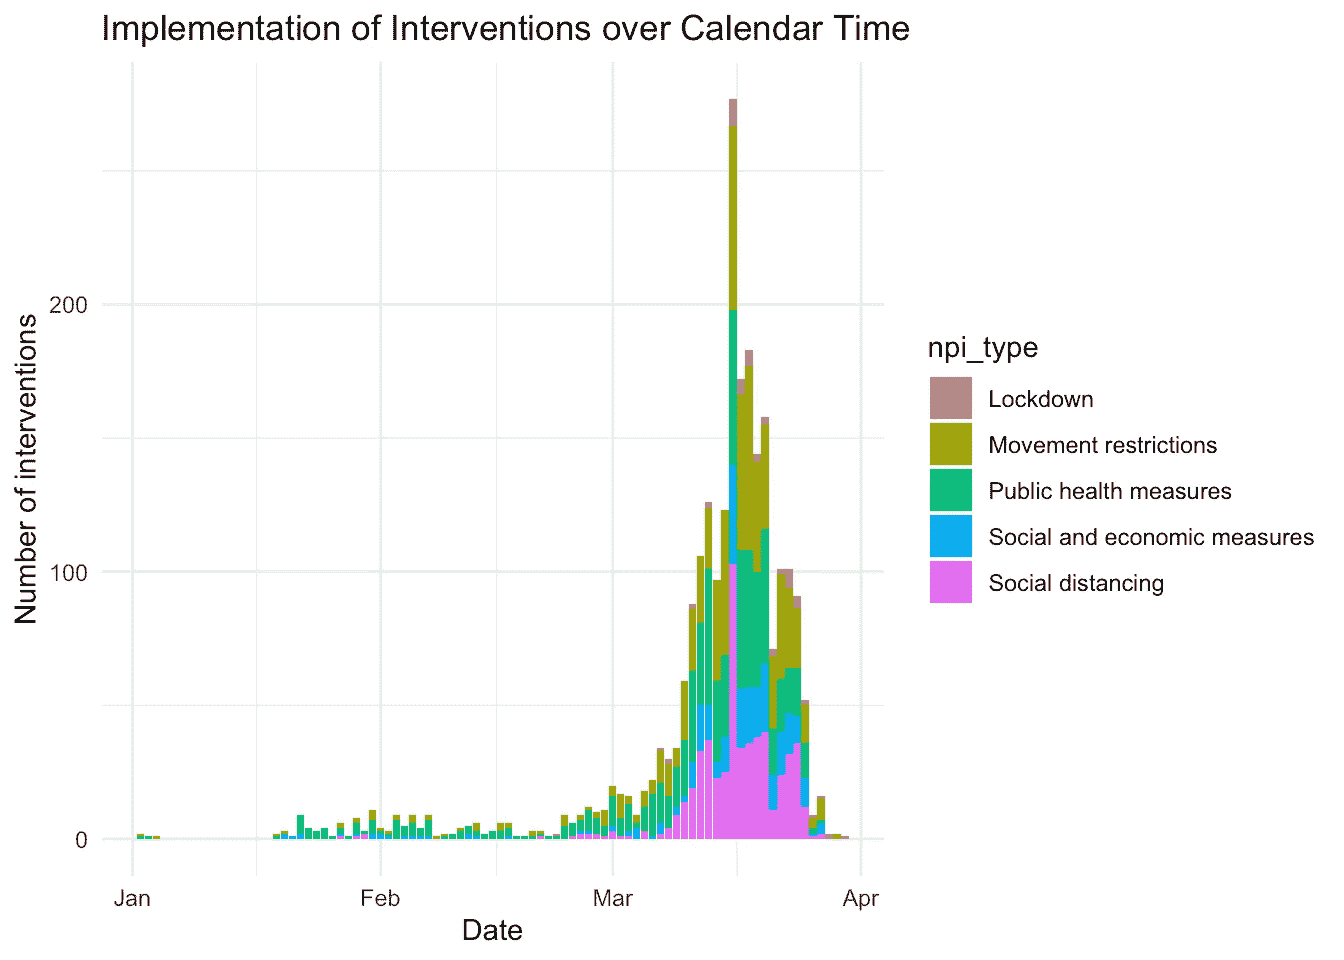 Implementation of Interventions over Calendar Time
Number of interventions
200
100
0
Jan Feb Mar Apr
Date
npi_type
Lockdown
Movement restrictions
Public health measures
Social and economic measures
Social distancing